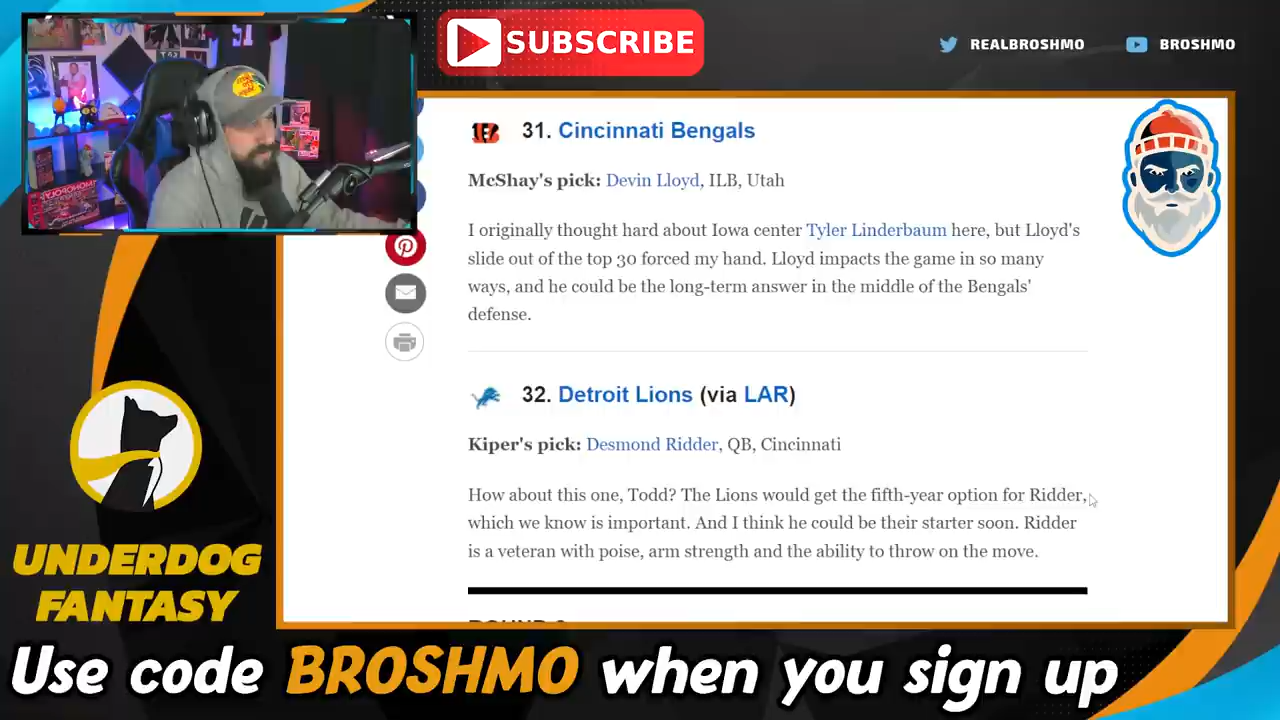 SUBSCRIBE
REALBROSHMO
BROSHMO
31. Cincinnati Bengals
McShay's pick: Devin Lloyd, ILB, Utah
I originally thought hard about Iowa center Tyler Linderbaum here, but Lloyd's
slide out of the top 30 forced my hand. Lloyd impacts the game in so many
ways, and he could be the long-term answer in the middle of the Bengals'
defense.
32. Detroit Lions (via LAR)
Kiper's pick: Desmond Ridder, QB, Cincinnati
How about this one, Todd? The Lions would get the fifth-year option for Ridder,
which we know is important. And I think he could be their starter soon. Ridder
is a veteran with poise, arm strength and the ability to throw on the move.
UNDERDOG
FANTASY
Use code BROSHMO when you sign up